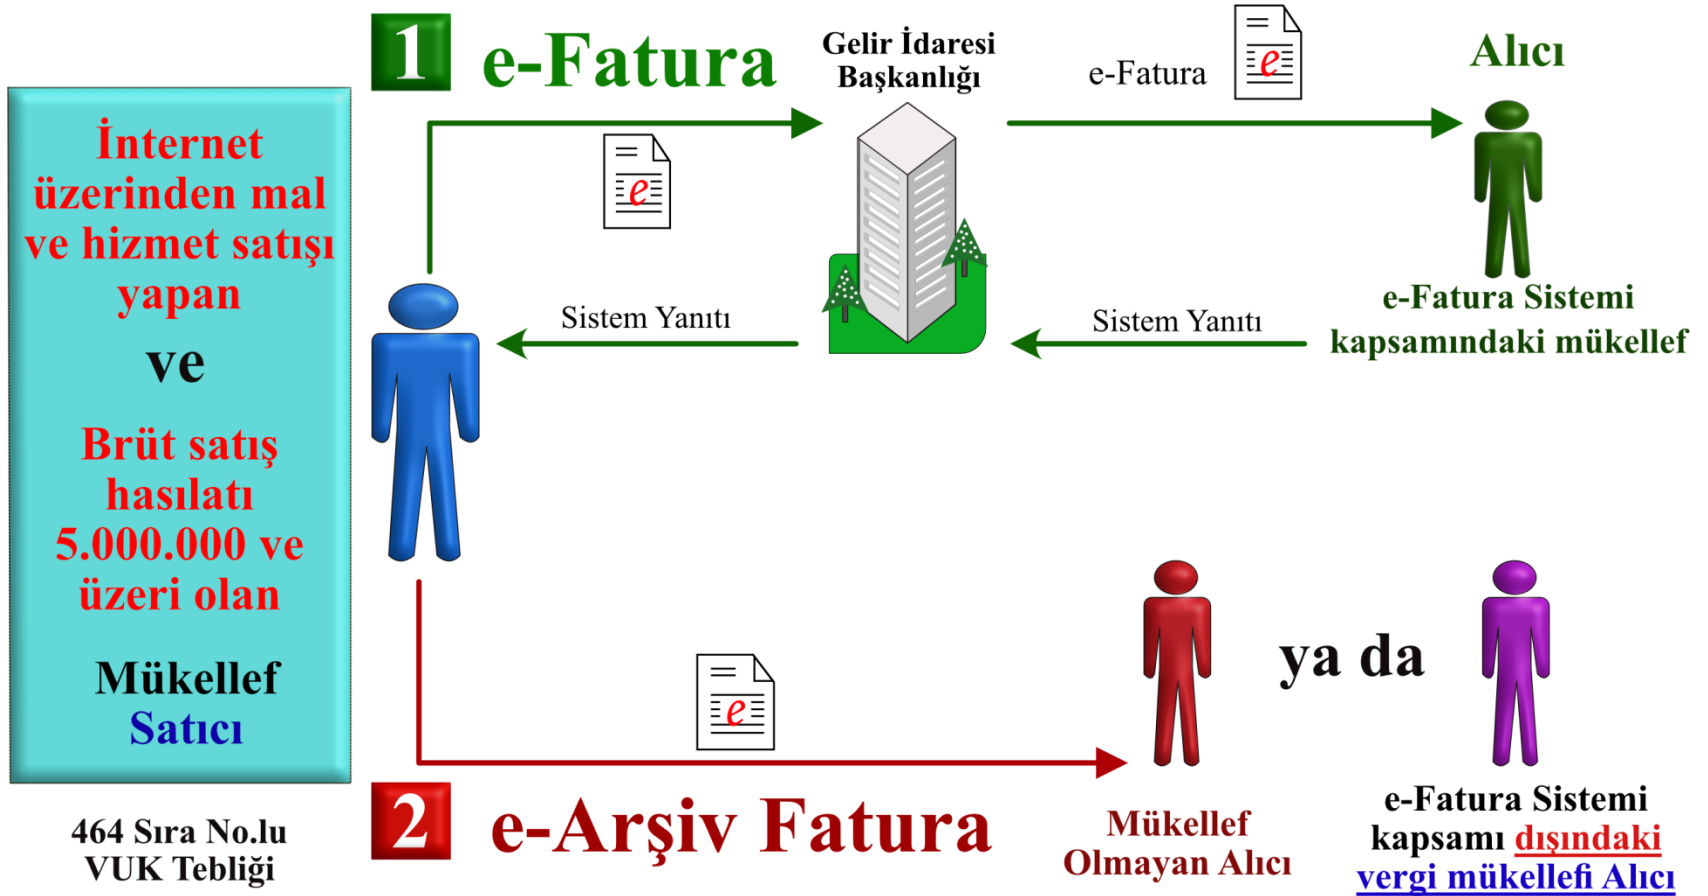 İnternet
üzerinden mal
ve hizmet satışı
yapan
ve
Brüt satış
hasılatı
5.000.000 ve
üzeri olan
Mükellef
Satıcı
464 Sıra No.lu
VUK Tebliği
1 e-Fatura
e
Gelir İdaresi
Başkanlığı
e-Fatura
e
Alıcı
e-Fatura Sistemi
kapsamındaki mükellef
Sistem Yanıtı
Sistem Yanıtı
e
2 e-Arşiv Fatura
Mükellef
Olmayan Alıcı
ya da
e-Fatura Sistemi
kapsamı dışındaki
vergi mükellefi Alıcı